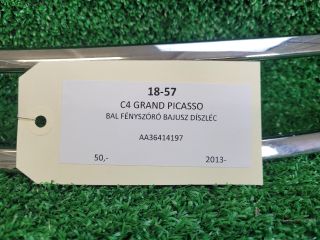 18-57
C4 GRAND PICASSO
BAL FÉNYSZÓRÓ BAJUSZ DÍSZLÉC
AA36414197
50,- 2013-